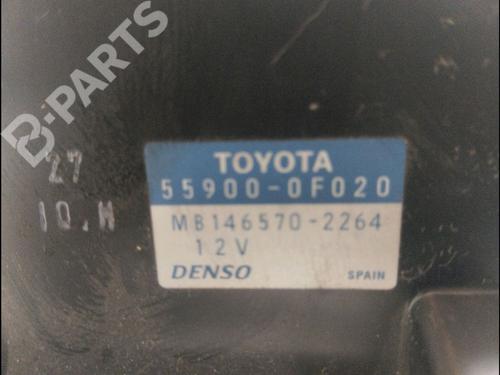 B-PARTS
TOYOTA
55900-0F020
MB146570-2264
12V
DENSO SPAIN
27
10.H